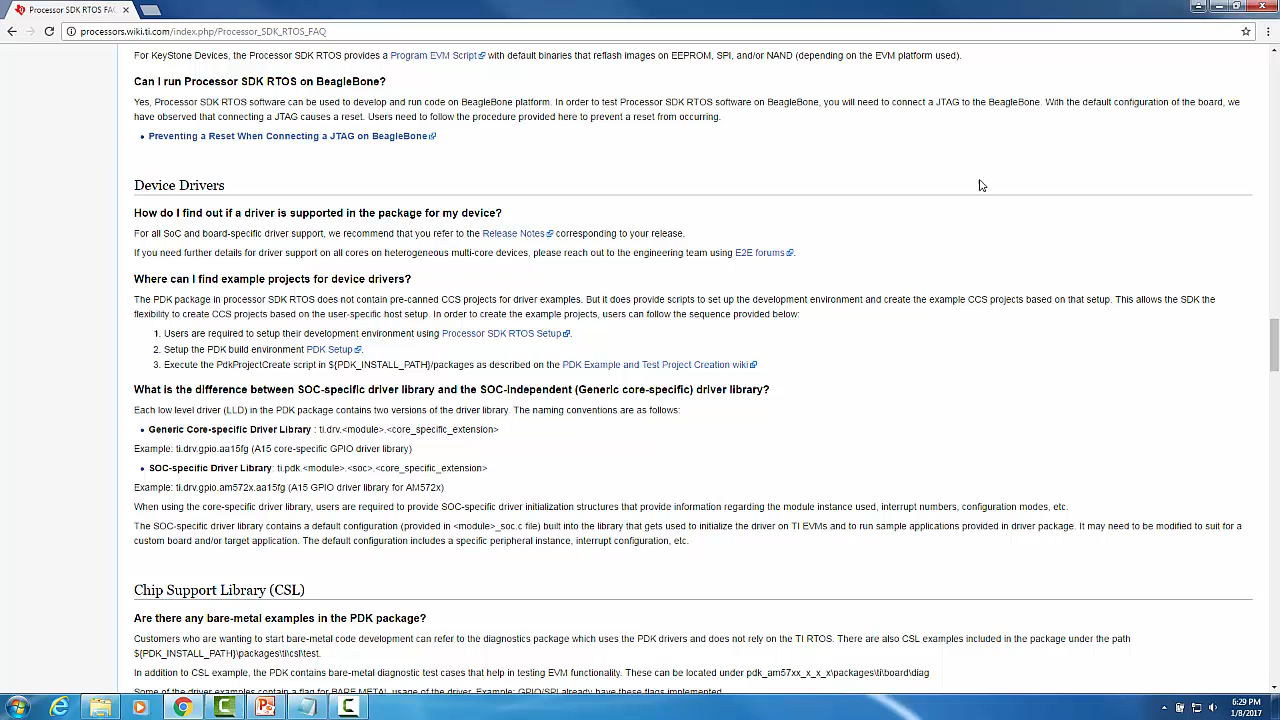 Processor SDK RTOS FAQ
processors.wiki.ti.com/index.php/Processor_SDK_RTOS_FAQ
For KeyStone Devices, the Processor SDK RTOS provides a Program EVM Script with default binaries that reflash images on EEPROM, SPI, and/or NAND (depending on the EVM platform used).
Can I run Processor SDK RTOS on BeagleBone?
Yes, Processor SDK RTOS software can be used to develop and run code on BeagleBone platform. In order to test Processor SDK RTOS software on BeagleBone, you will need to connect a JTAG to the BeagleBone. With the default configuration of the board, we
have observed that connecting a JTAG causes a reset. Users need to follow the procedure provided here to prevent a reset from occurring.
• Preventing a Reset When Connecting a JTAG on BeagleBone
Device Drivers
How do I find out if a driver is supported in the package for my device?
For all SoC and board-specific driver support, we recommend that you refer to the Release Notes corresponding to your release.
If you need further details for driver support on all cores on heterogeneous multi-core devices, please reach out to the engineering team using E2E forums.
Where can I find example projects for device drivers?
The PDK package in processor SDK RTOS does not contain pre-canned CCS projects for driver examples. But it does provide scripts to set up the development environment and create the example CCS projects based on that setup. This allows the SDK the
flexibility to create CCS projects based on the user-specific host setup. In order to create the example projects, users can follow the sequence provided below:
1. Users are required to setup their development environment using Processor SDK RTOS Setup.
2. Setup the PDK build environment PDK Setup.
3. Execute the PdkProjectCreate script in ${PDK_INSTALL_PATH}/packages as described on the PDK Example and Test Project Creation wiki
What is the difference between SOC-specific driver library and the SOC-independent (Generic core-specific) driver library?
Each low level driver (LLD) in the PDK package contains two versions of the driver library. The naming conventions are as follows:
• Generic Core-specific Driver Library : ti.drv.<module>.<core_specific_extension>
Example: ti.drv.gpio.aa15fg (A15 core-specific GPIO driver library)
• SOC-specific Driver Library: ti.pdk.<module>.<soc>.<core_specific_extension>
Example: ti.drv.gpio.am572x.aa15fg (A15 GPIO driver library for AM572x)
When using the core-specific driver library, users are required to provide SOC-specific driver initialization structures that provide information regarding the module instance used, interrupt numbers, configuration modes, etc.
The SOC-specific driver library contains a default configuration (provided in <module>_soc.c file) built into the library that gets used to initialize the driver on TI EVMs and to run sample applications provided in driver package. It may need to be modified to suit for a
custom board and/or target application. The default configuration includes a specific peripheral instance, interrupt configuration, etc.
Chip Support Library (CSL)
Are there any bare-metal examples in the PDK package?
Customers who are wanting to start bare-metal code development can refer to the diagnostics package which uses the PDK drivers and does not rely on the TI RTOS. There are also CSL examples included in the package under the path
${PDK_INSTALL_PATH}\packages\ti\csl\test.
In addition to CSL example, the PDK contains bare-metal diagnostic test cases that help in testing EVM functionality. These can be located under pdk_am57xx_x_x_x\packages\ti\board\diag
Some of the driver examples contain a flag for BARE METAL usage of the driver. Example: GPIO/SPI already have these flags implemented
6:29 PM
1/8/2017